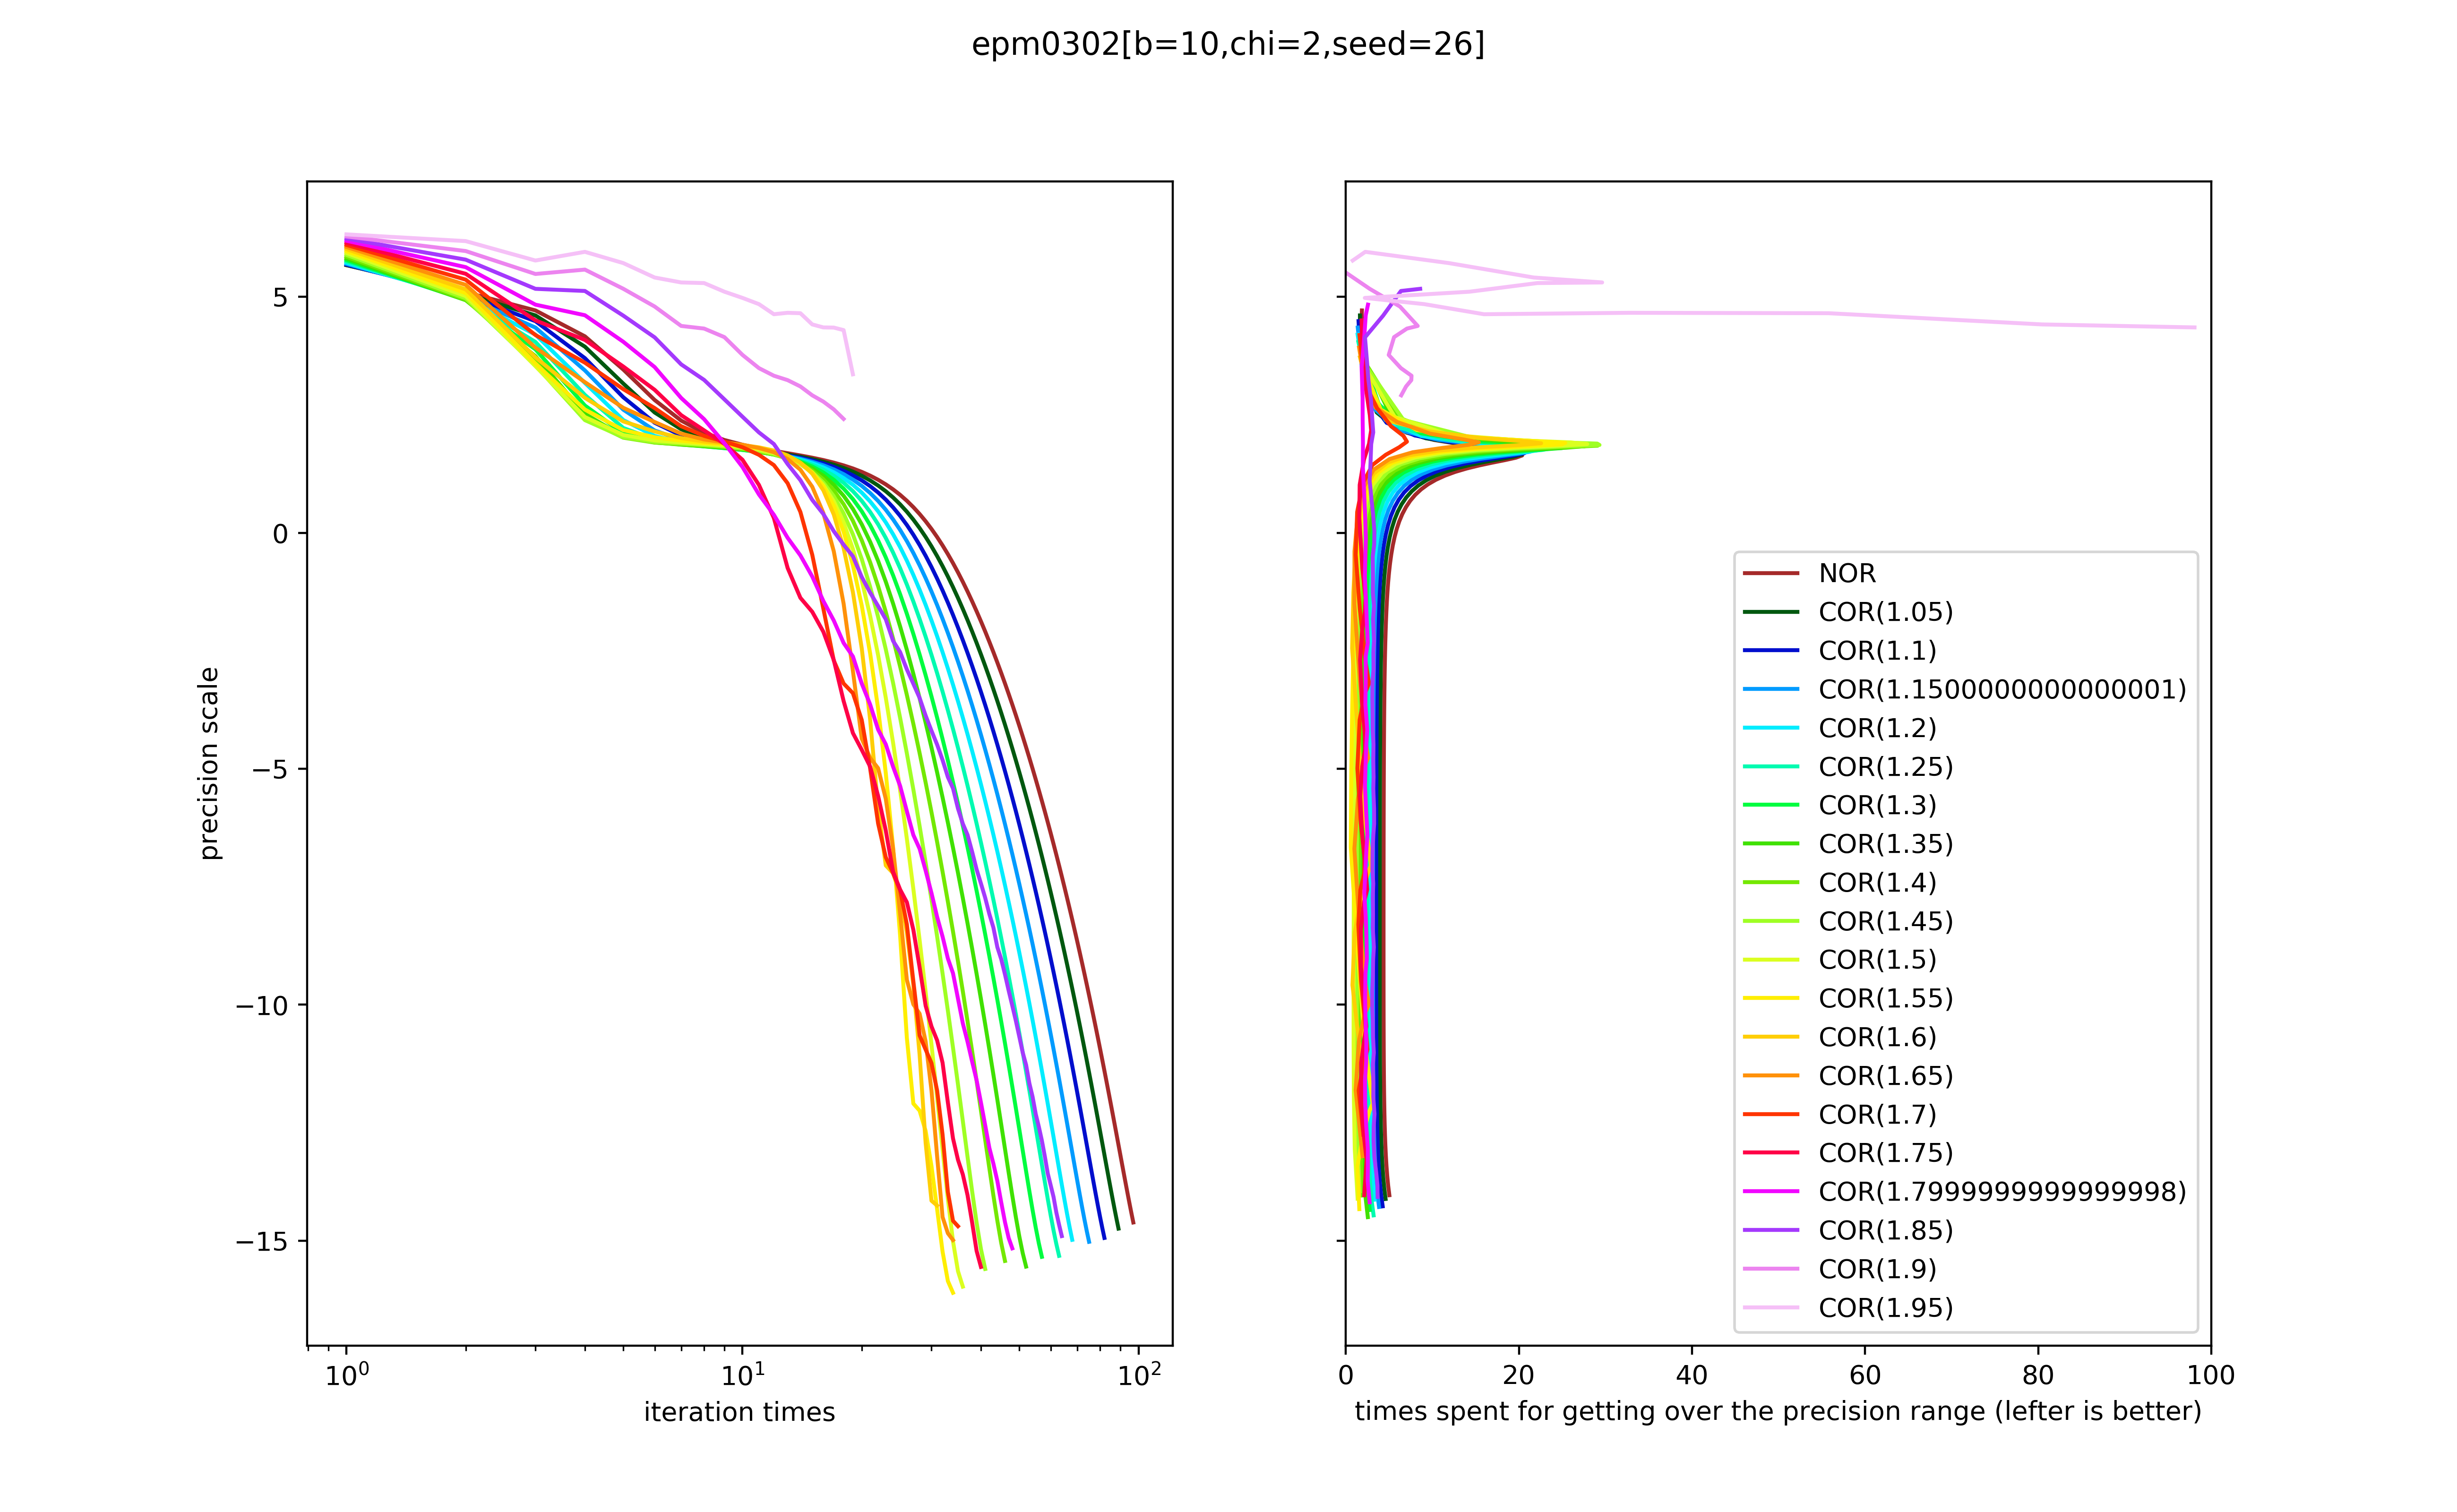 epm0302[b=10,chi=2,seed=26]
precision scale
5
0
−5
−10
−15
10⁰
10¹
10²
iteration times
NOR
COR(1.05)
COR(1.1)
COR(1.1500000000000001)
COR(1.2)
COR(1.25)
COR(1.3)
COR(1.35)
COR(1.4)
COR(1.45)
COR(1.5)
COR(1.55)
COR(1.6)
COR(1.65)
COR(1.7)
COR(1.75)
COR(1.7999999999999998)
COR(1.85)
COR(1.9)
COR(1.95)
0
20
40
60
80
100
times spent for getting over the precision range (lefter is better)